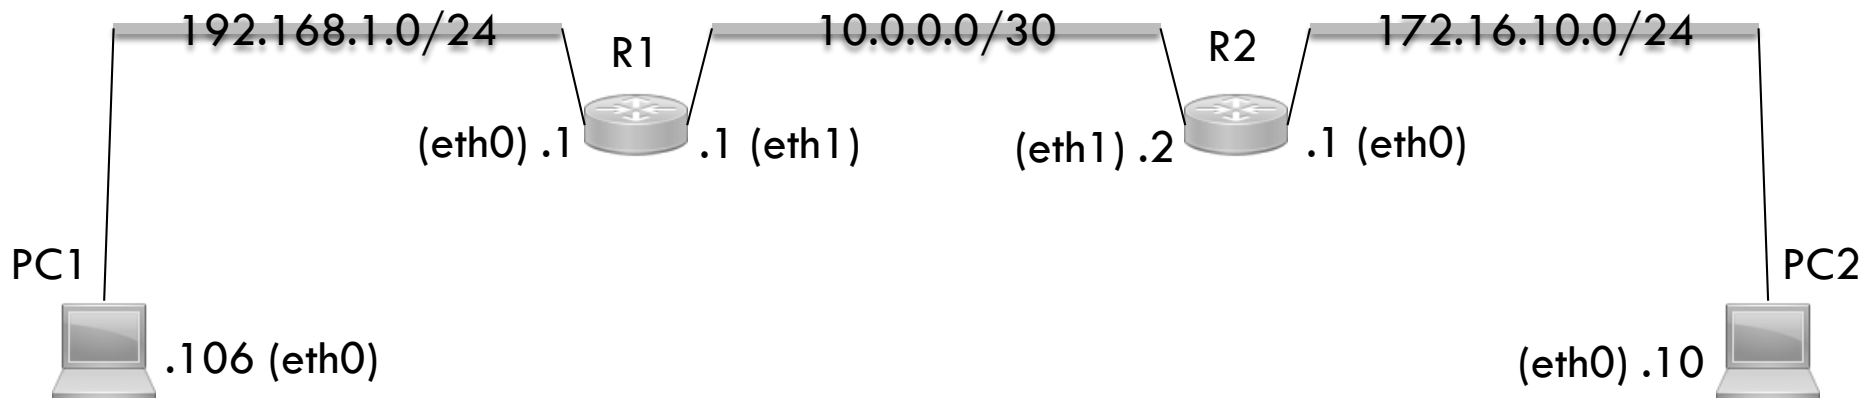 192.168.1.0/24
10.0.0.0/30
172.16.10.0/24
R1
R2
(eth0) .1
.1 (eth1)
(eth1) .2
.1 (eth0)
PC1
PC2
.106 (eth0)
(eth0) .10